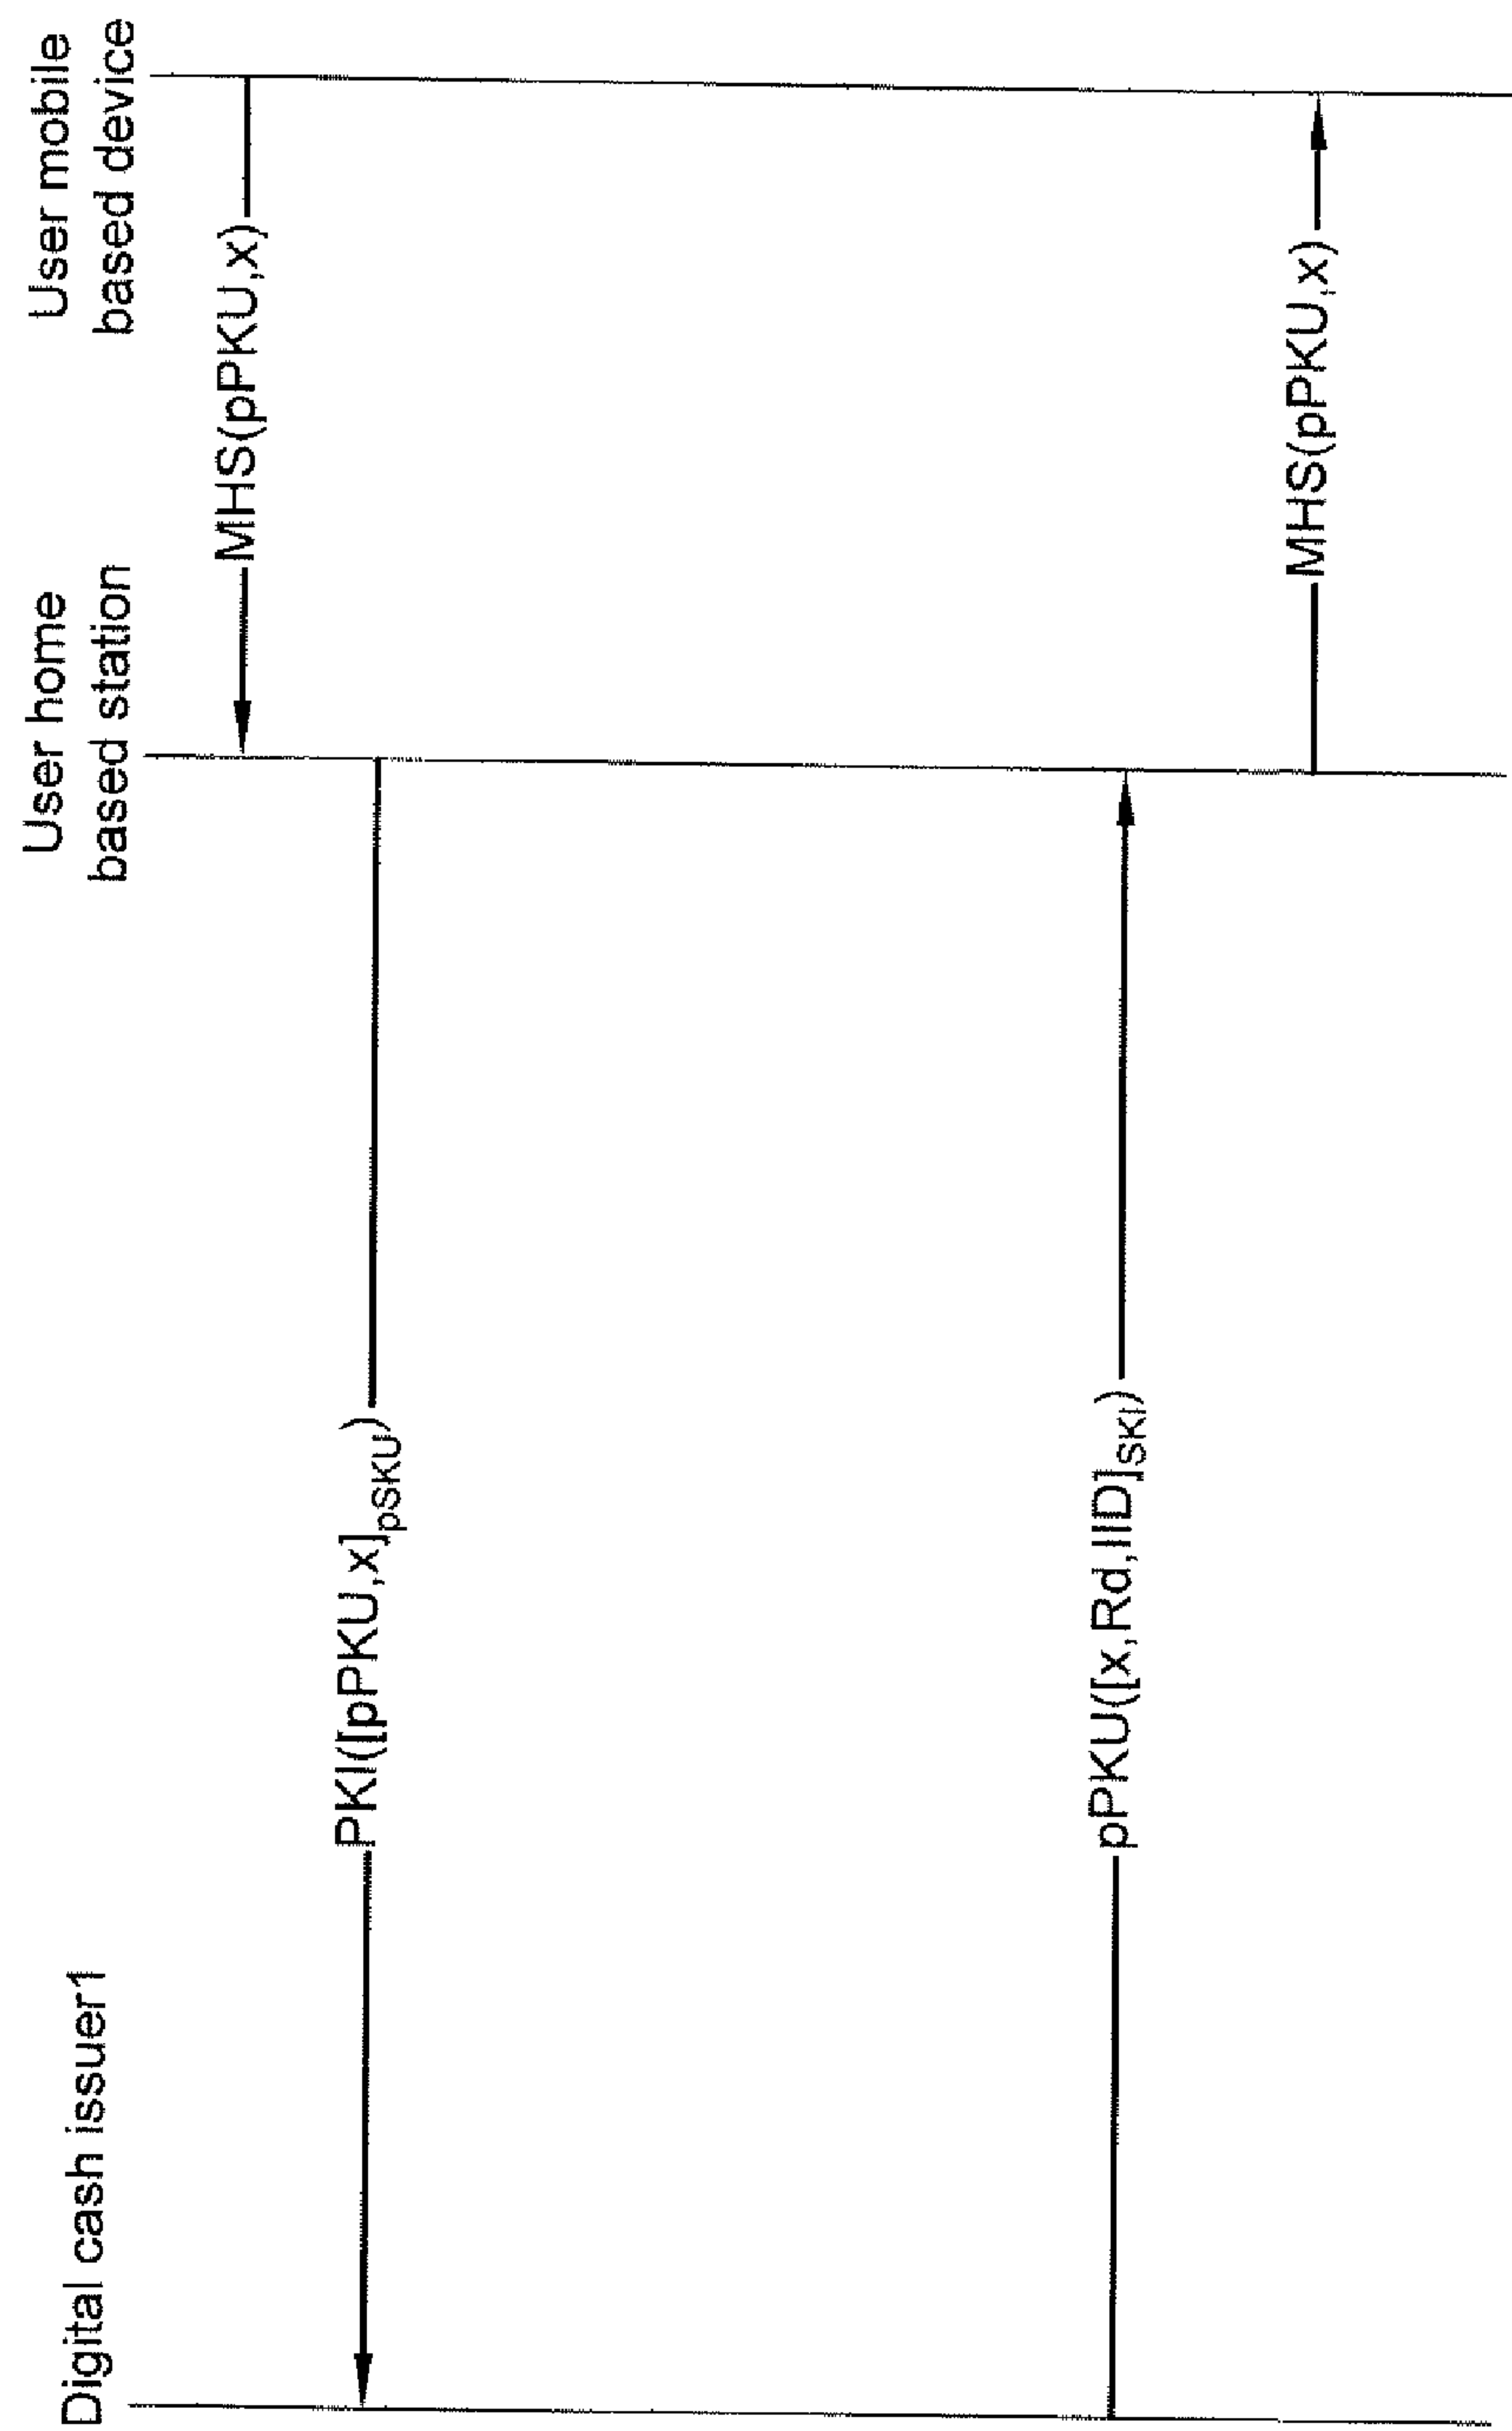 Digital cash issuer1
User home
based station
User mobile
based device
MHS(pPKU,x)
PKI([pPKU,x]pSKU)
pPKU([x,Rd,IID]SKI)
MHS(pPKU,x)